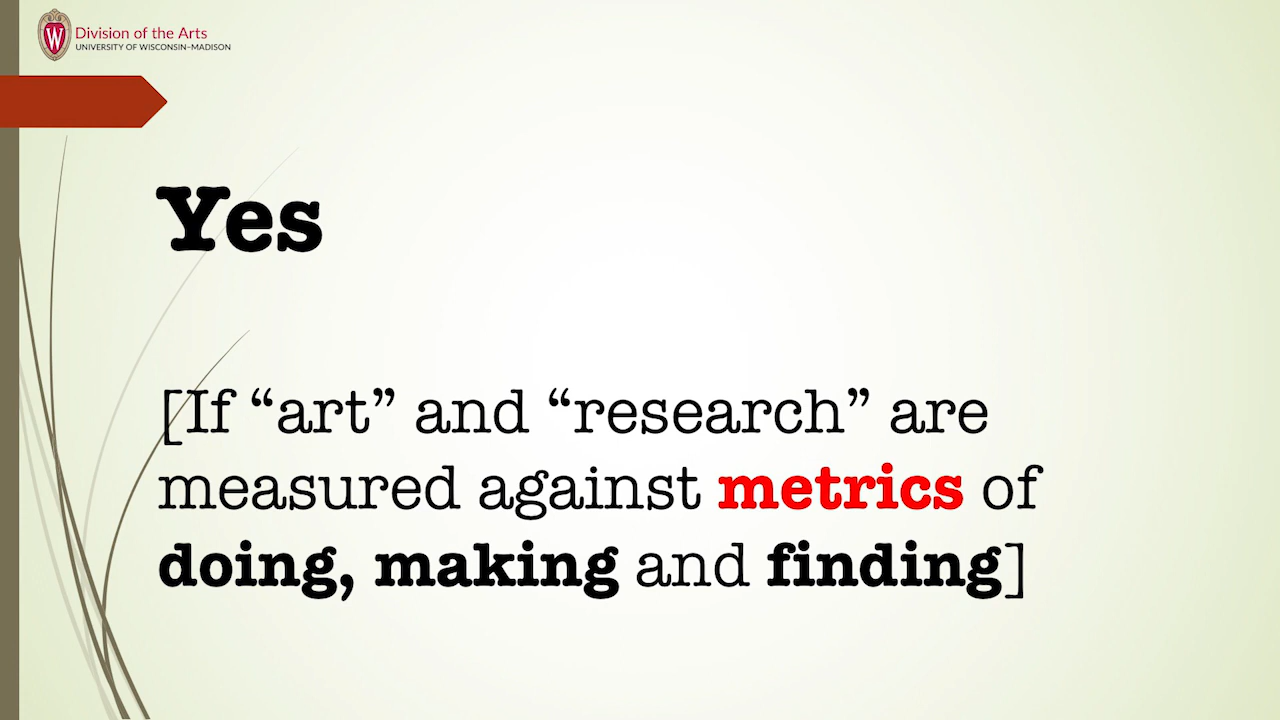 W
Division of the Arts
UNIVERSITY OF WISCONSIN–MADISON
Yes
[If “art” and “research” are
measured against metrics of
doing, making and finding]